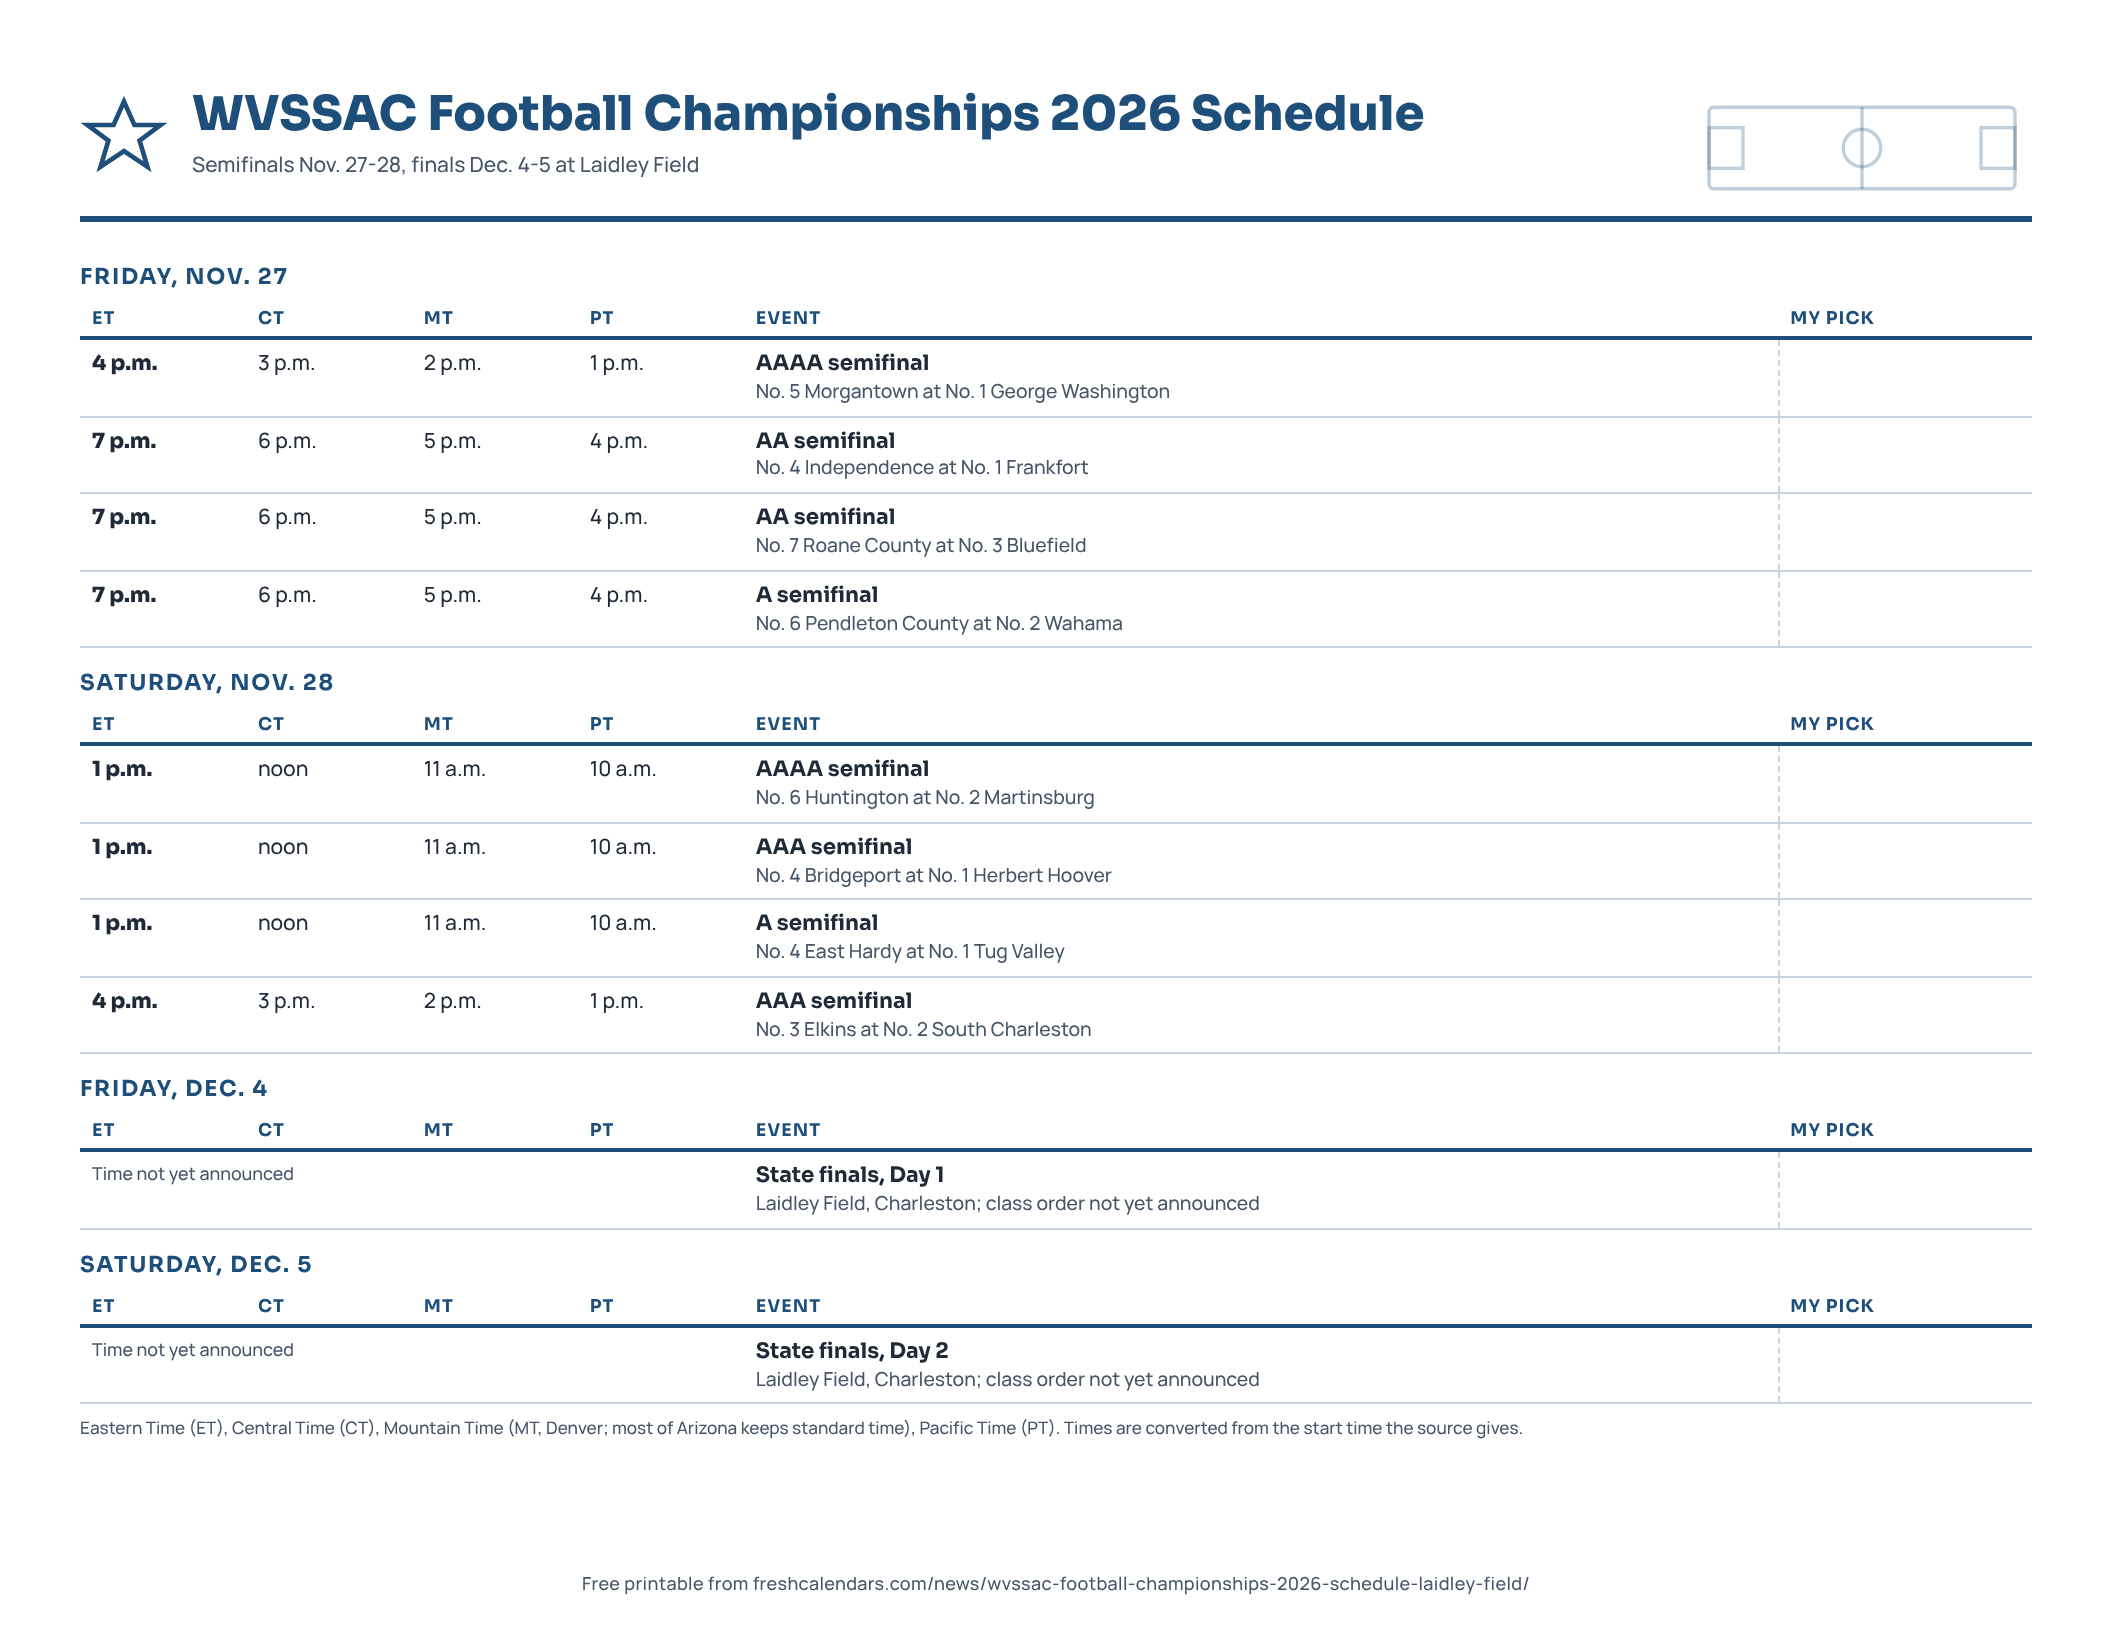 WVSSAC Football Championships 2026 Schedule
Semifinals Nov. 27-28, finals Dec. 4-5 at Laidley Field
FRIDAY, NOV. 27
ET CT MT PT EVENT MY PICK
4 p.m. 3 p.m. 2 p.m. 1 p.m. AAAA semifinal
No. 5 Morgantown at No. 1 George Washington
7 p.m. 6 p.m. 5 p.m. 4 p.m. AA semifinal
No. 4 Independence at No. 1 Frankfort
7 p.m. 6 p.m. 5 p.m. 4 p.m. AA semifinal
No. 7 Roane County at No. 3 Bluefield
7 p.m. 6 p.m. 5 p.m. 4 p.m. A semifinal
No. 6 Pendleton County at No. 2 Wahama
SATURDAY, NOV. 28
ET CT MT PT EVENT MY PICK
1 p.m. noon 11 a.m. 10 a.m. AAAA semifinal
No. 6 Huntington at No. 2 Martinsburg
1 p.m. noon 11 a.m. 10 a.m. AAA semifinal
No. 4 Bridgeport at No. 1 Herbert Hoover
1 p.m. noon 11 a.m. 10 a.m. A semifinal
No. 4 East Hardy at No. 1 Tug Valley
4 p.m. 3 p.m. 2 p.m. 1 p.m. AAA semifinal
No. 3 Elkins at No. 2 South Charleston
FRIDAY, DEC. 4
ET CT MT PT EVENT MY PICK
Time not yet announced State finals, Day 1
Laidley Field, Charleston; class order not yet announced
SATURDAY, DEC. 5
ET CT MT PT EVENT MY PICK
Time not yet announced State finals, Day 2
Laidley Field, Charleston; class order not yet announced
Eastern Time (ET), Central Time (CT), Mountain Time (MT, Denver; most of Arizona keeps standard time), Pacific Time (PT). Times are converted from the start time the source gives.
Free printable from freshcalendars.com/news/wvssac-football-championships-2026-schedule-laidley-field/